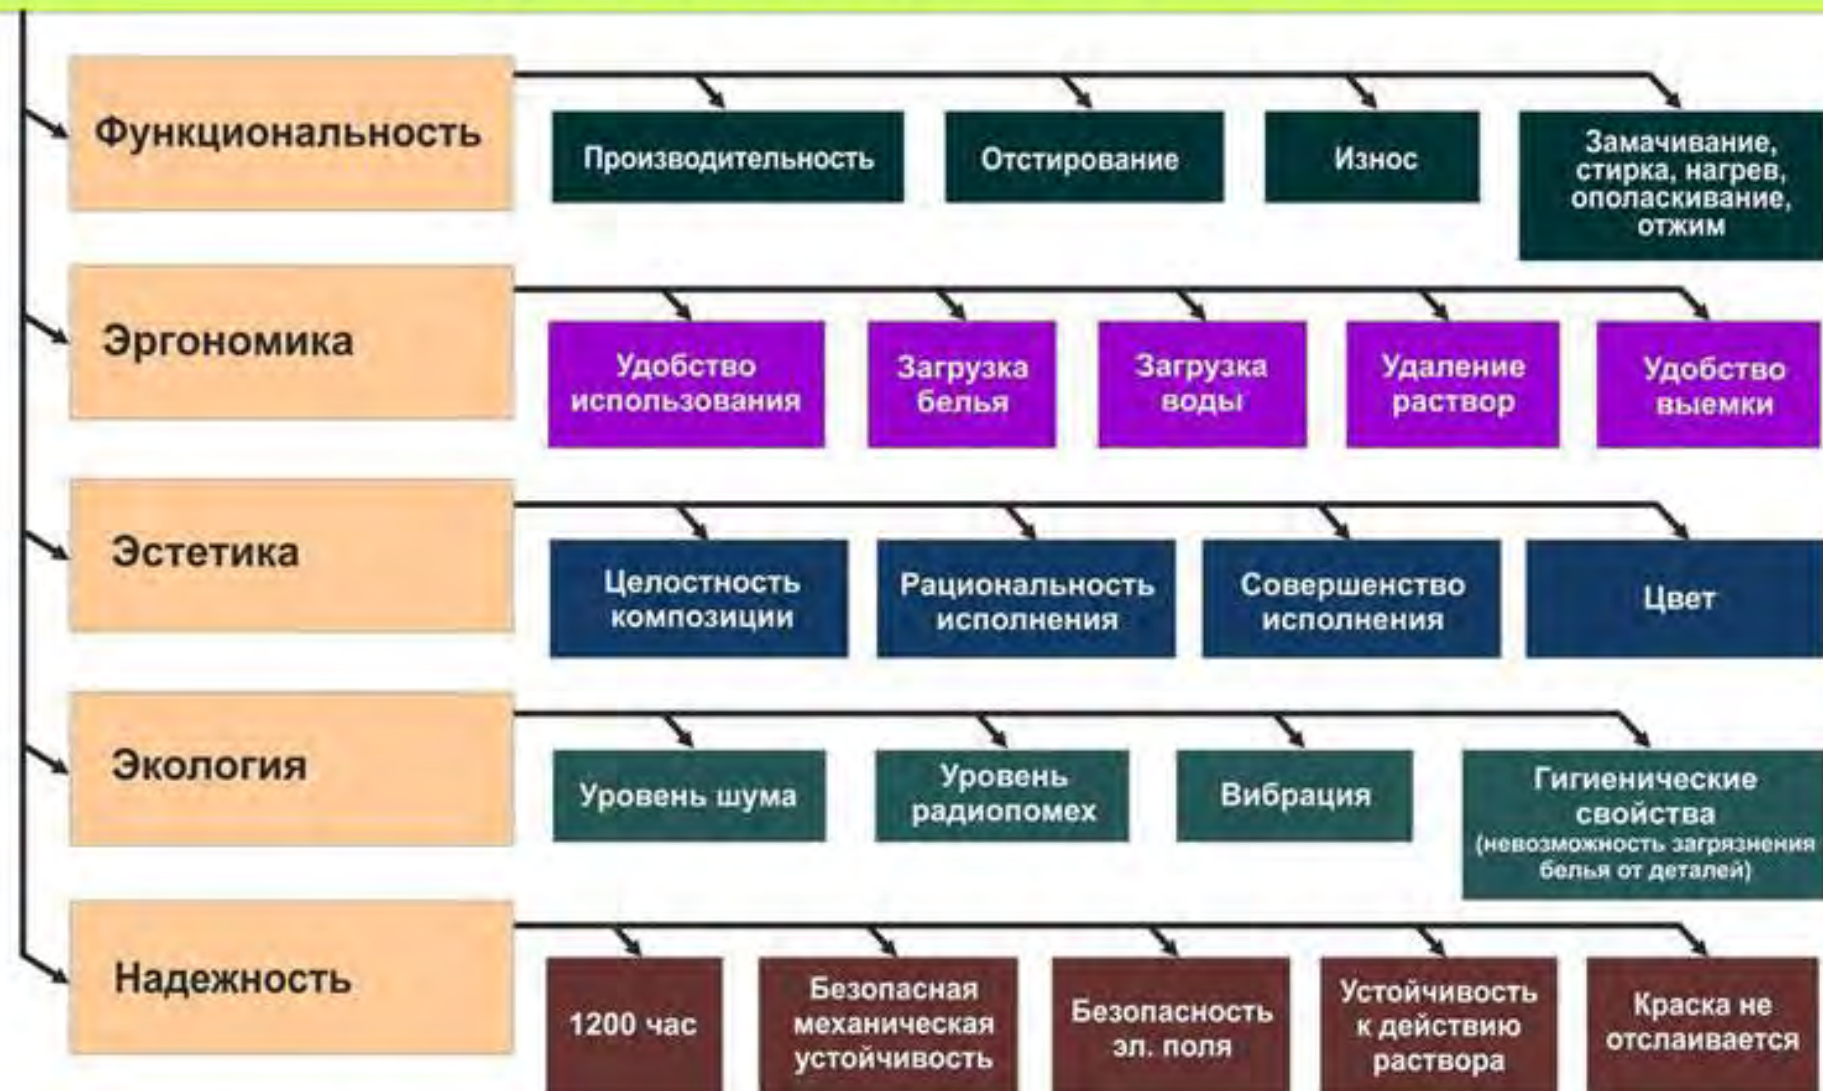 Функциональность
Производительность
Отстирование
Износ
Замачивание,
стирка, нагрев,
ополаскивание,
отжим
Эргономика
Удобство
использования
Загрузка
белья
Загрузка
воды
Удаление
раствор
Удобство
выемки
Эстетика
Целостность
композиции
Рациональность
исполнения
Совершенство
исполнения
Цвет
Экология
Уровень шума
Уровень
радиопомех
Вибрация
Гигиенические
свойства
(невозможность загрязнения
белья от деталей)
Надежность
1200 час
Безопасная
механическая
устойчивость
Безопасность
эл. поля
Устойчивость
к действию
раствора
Краска не
отслаивается